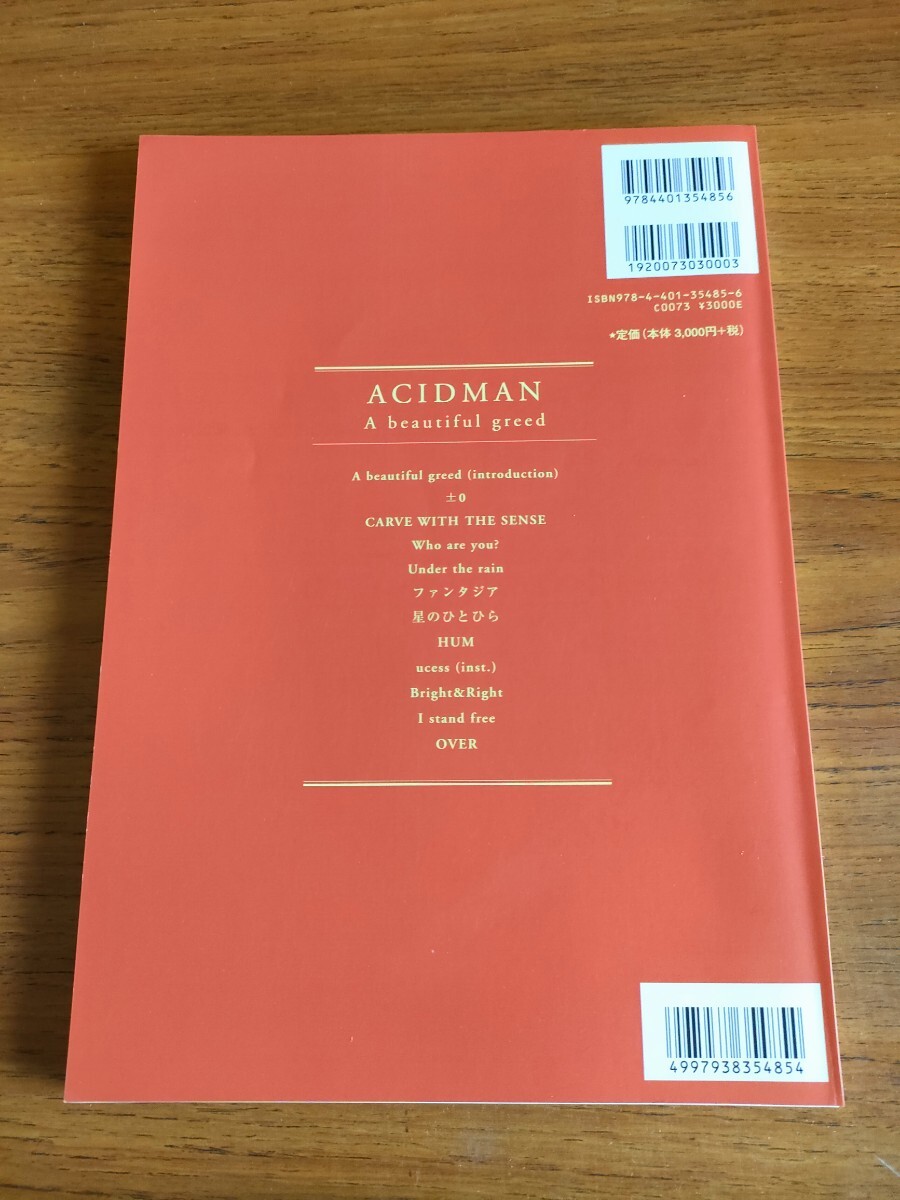 9784401354856
1920073030003
ISBN978-4-401-35485-6
C0073 ¥3000E
*定価(本体 3,000円+税)
ACIDMAN
A beautiful greed
A beautiful greed (introduction)
±0
CARVE WITH THE SENSE
Who are you?
Under the rain
ファンタジア
星のひとひら
HUM
ucess (inst.)
Bright&Right
I stand free
OVER
4997938354854